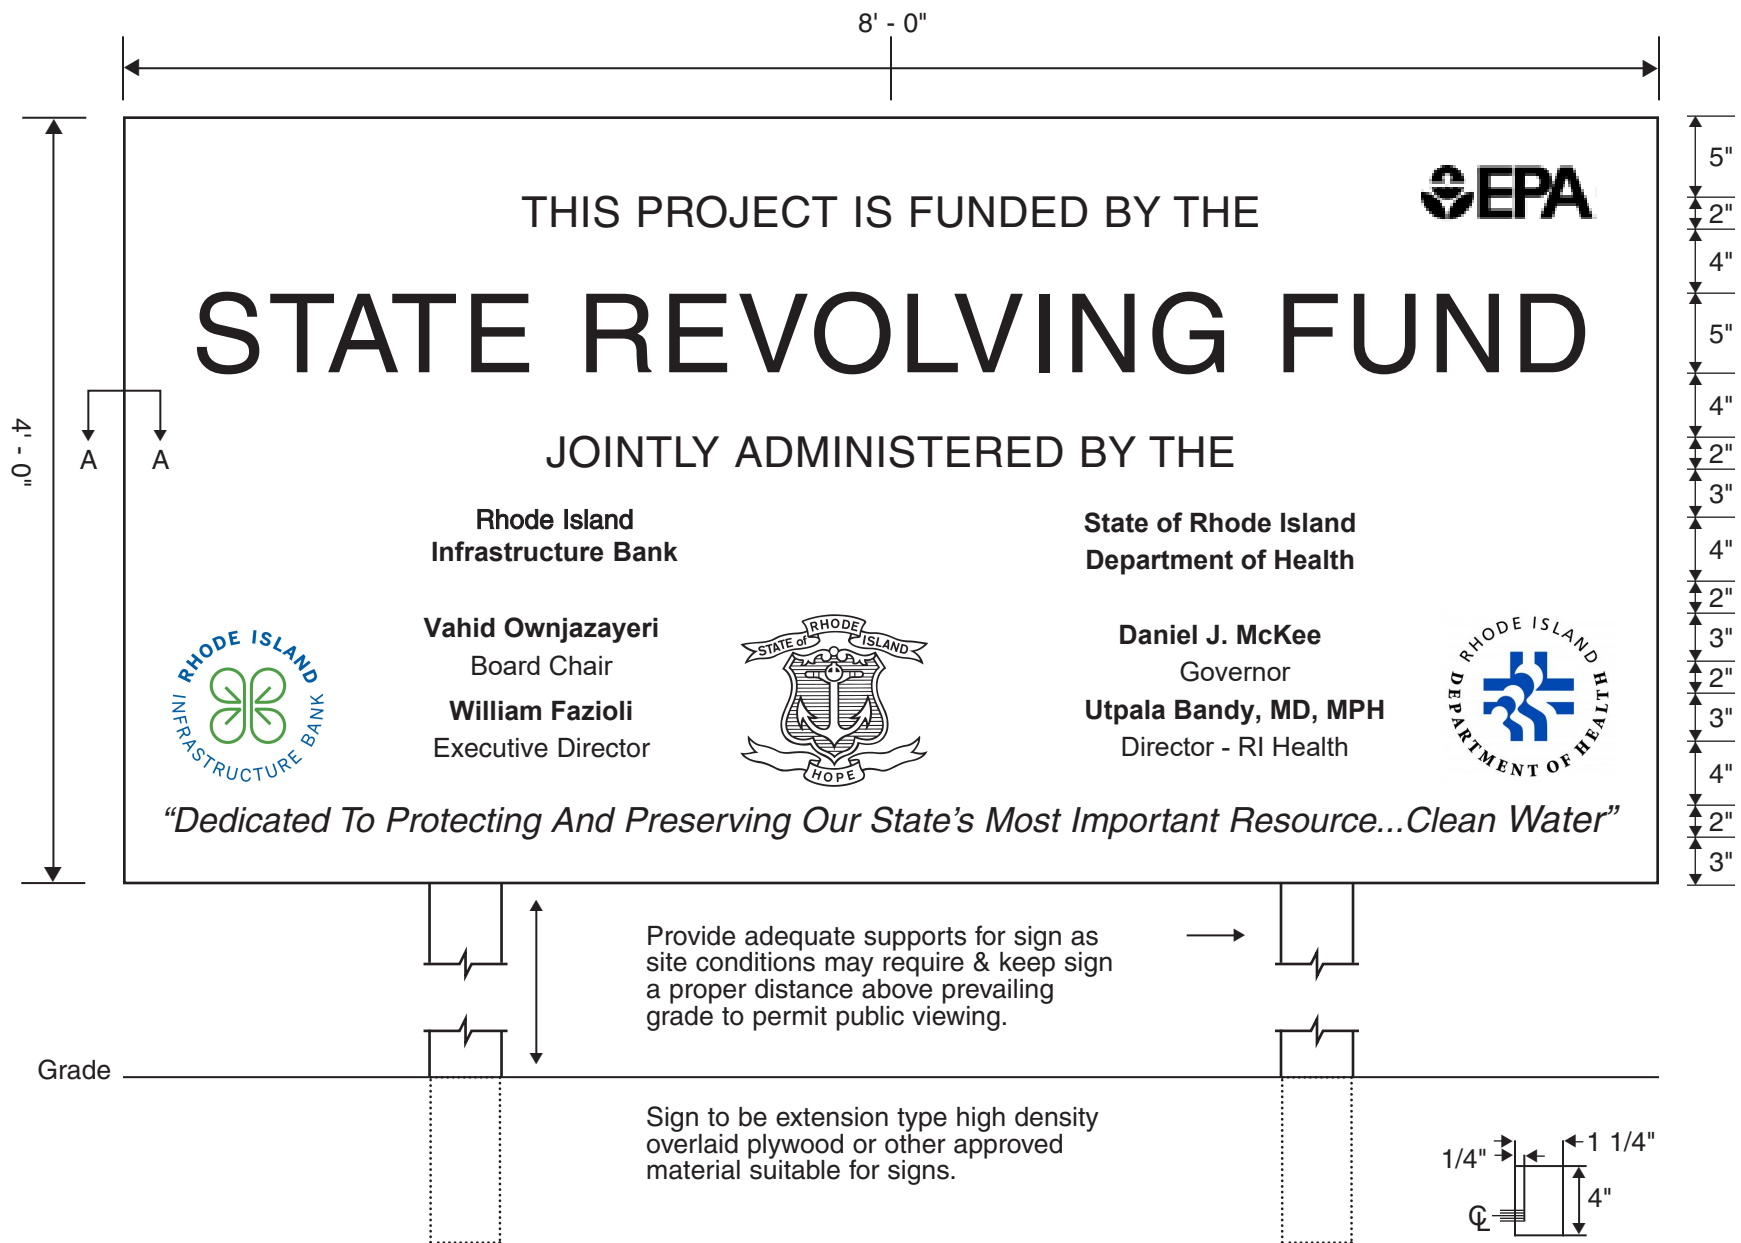 8' - 0"
5"
EPA
THIS PROJECT IS FUNDED BY THE
2"
4"
STATE REVOLVING FUND
5"
4"
4' - 0"
A A
JOINTLY ADMINISTERED BY THE
2"
3"
Rhode Island
Infrastructure Bank
State of Rhode Island
Department of Health
4"
2"
Vahid Ownjazayeri
Board Chair
William Fazioli
Executive Director
RHODE ISLAND
INFRASTRUCTURE BANK
STATE of RHODE ISLAND
HOPE
Daniel J. McKee
Governor
Utpala Bandy, MD, MPH
Director - RI Health
RHODE ISLAND
DEPARTMENT OF HEALTH
3"
2"
3"
4"
“Dedicated To Protecting And Preserving Our State’s Most Important Resource...Clean Water”
2"
3"
Provide adequate supports for sign as
site conditions may require & keep sign
a proper distance above prevailing
grade to permit public viewing.
Grade
Sign to be extension type high density
overlaid plywood or other approved
material suitable for signs.
1 1/4"
1/4"
4"
℄